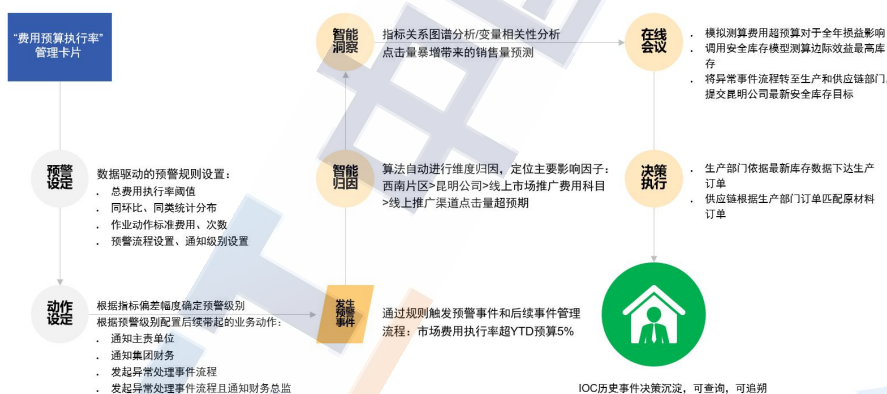 “费用预算执行率”
管理卡片
预警
设定
数据驱动的预警规则设置：
. 总费用执行率阈值
. 同环比、同类统计分布
. 作业动作标准费用、次数
. 预警流程设置、通知级别设置
动作
设定
根据指标偏差幅度确定预警级别
根据预警级别配置后续带起的业务动作：
. 通知主责单位
. 通知集团财务
. 发起异常处理事件流程
. 发起异常处理事件流程且通知财务总监
发生
预警
事件
通过规则触发预警事件和后续事件管理
流程：市场费用执行率超YTD预算5%
智能
归因
算法自动进行维度归因，定位主要影响因子：
西南片区>昆明公司>线上市场推广费用科目
>线上推广渠道点击量超预期
智能
洞察
指标关系图谱分析/变量相关性分析
点击量暴增带来的销售量预测
在线
会议
. 模拟测算费用超预算对于全年损益影响
. 调用安全库存模型测算边际效益最高库
存
. 将异常事件流程转至生产和供应链部门，
提交昆明公司最新安全库存目标
决策
执行
. 生产部门依据最新库存数据下达生产
订单
. 供应链根据生产部门订单匹配原材料
订单
IOC历史事件决策沉淀，可查询，可追朔